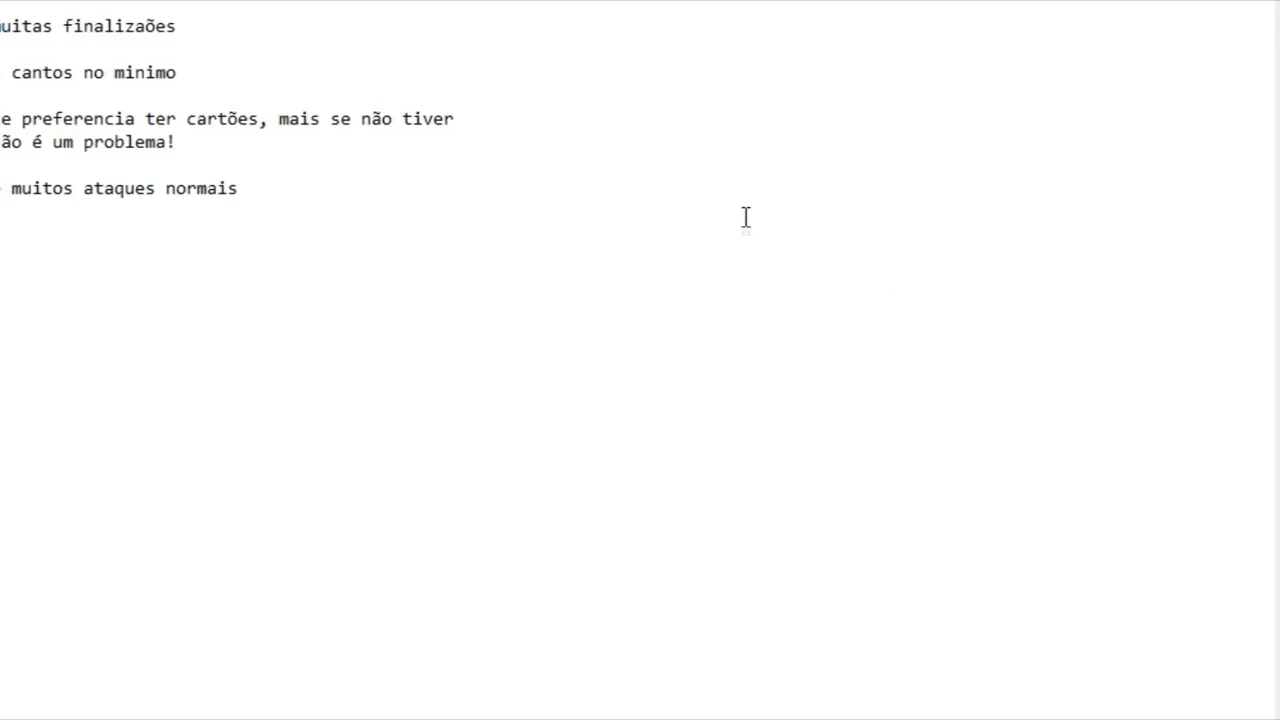 uitas finalizaões
cantos no minimo
e preferencia ter cartões, mais se não tiver
ão é um problema!
muitos ataques normais